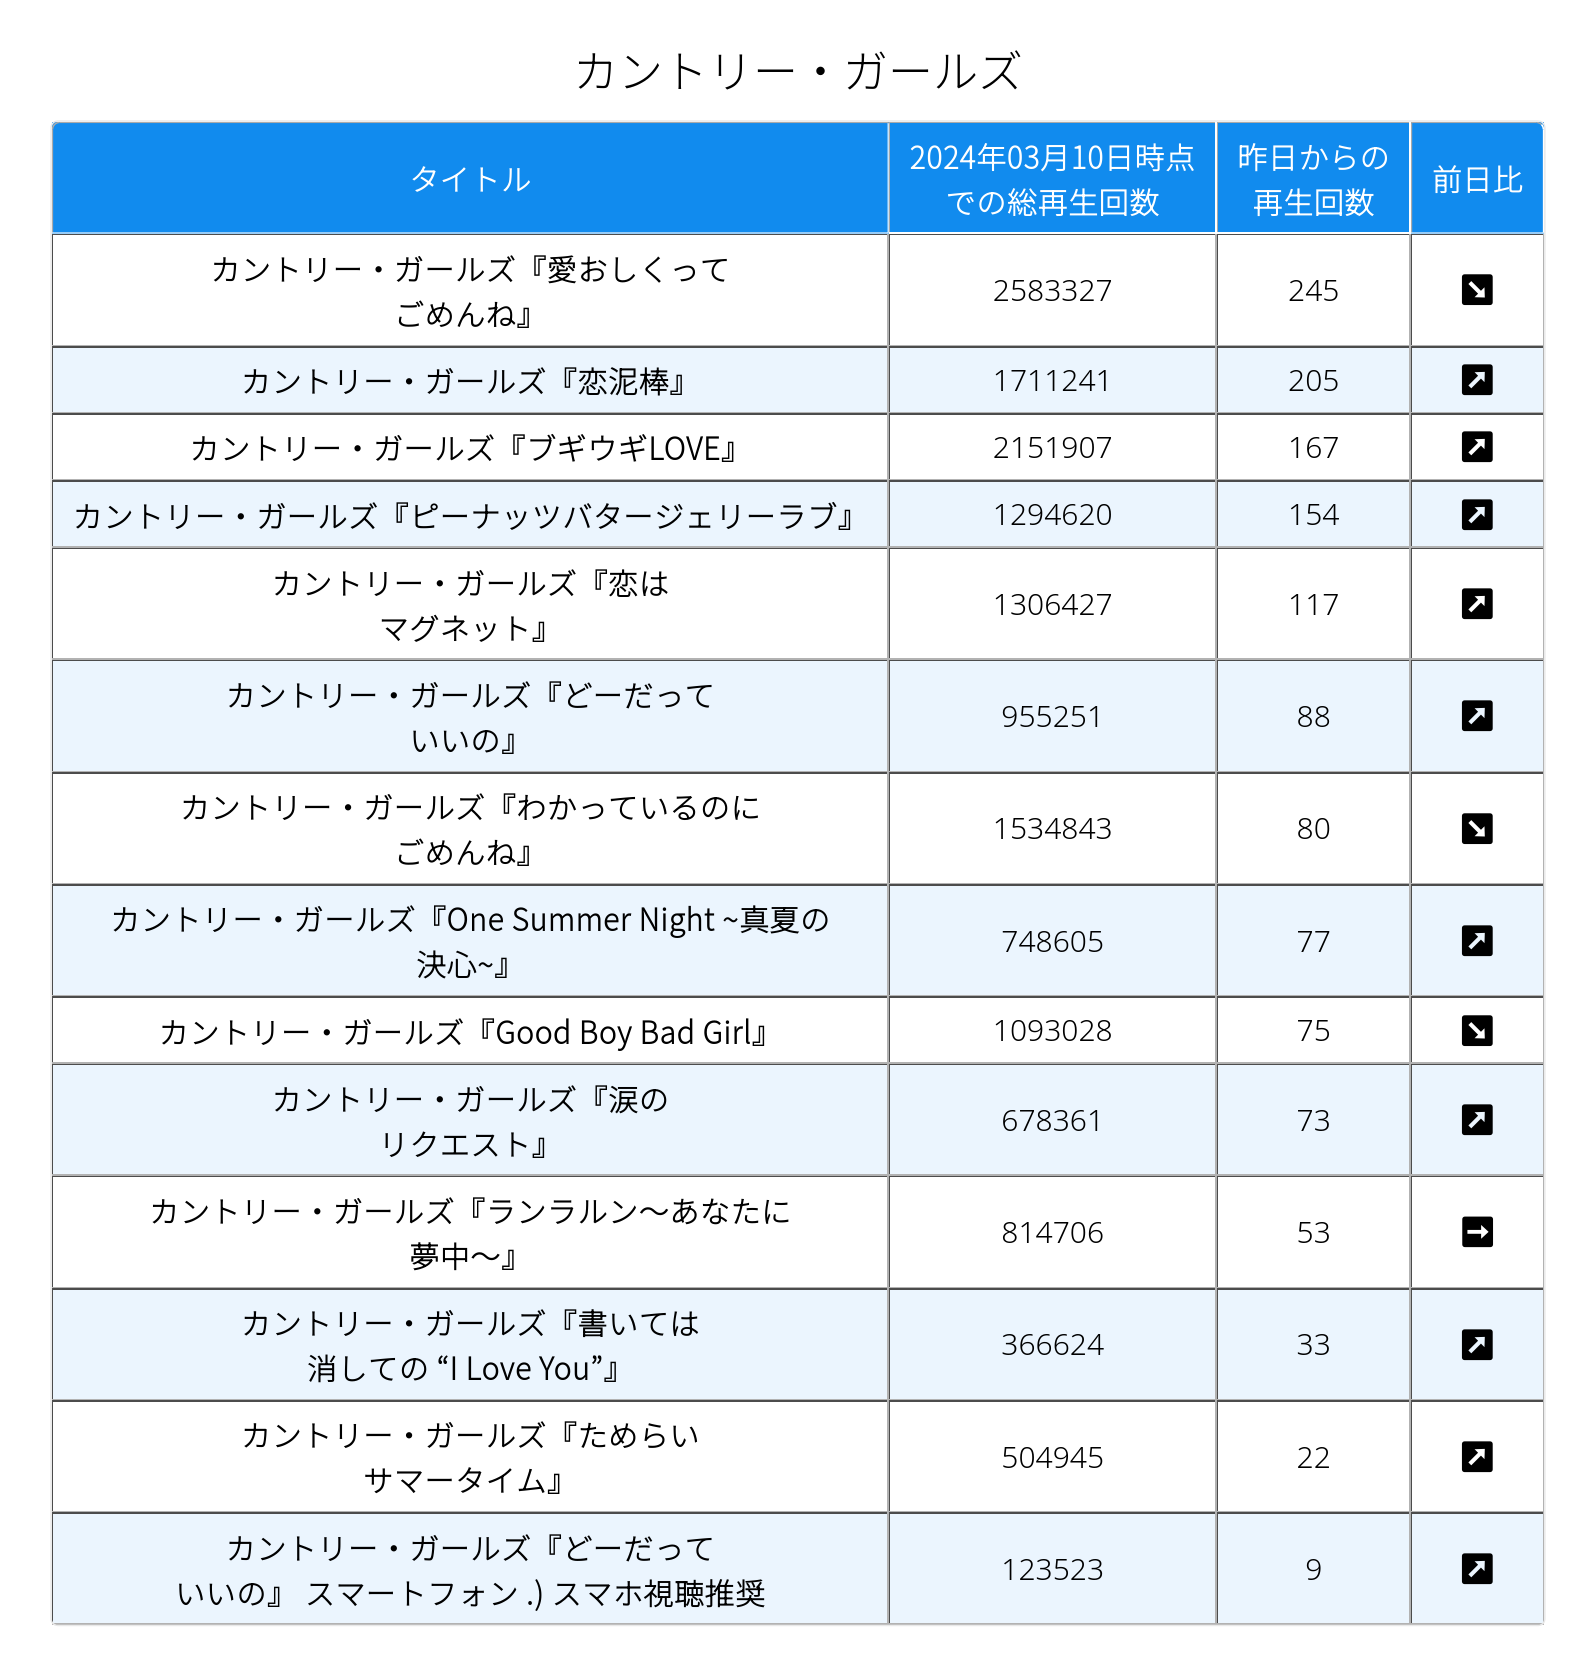 カントリー・ガールズ
タイトル
2024年03月10日時点
での総再生回数
昨日からの
再生回数
前日比
カントリー・ガールズ『愛おしくって
ごめんね』
2583327
245
カントリー・ガールズ『恋泥棒』
1711241
205
カントリー・ガールズ『ブギウギLOVE』
2151907
167
カントリー・ガールズ『ピーナッツバタージェリーラブ』
1294620
154
カントリー・ガールズ『恋は
マグネット』
1306427
117
カントリー・ガールズ『どーだって
いいの』
955251
88
カントリー・ガールズ『わかっているのに
ごめんね』
1534843
80
カントリー・ガールズ『One Summer Night ~真夏の
決心~』
748605
77
カントリー・ガールズ『Good Boy Bad Girl』
1093028
75
カントリー・ガールズ『涙の
リクエスト』
678361
73
カントリー・ガールズ『ランラルン～あなたに
夢中～』
814706
53
カントリー・ガールズ『書いては
消しての “I Love You”』
366624
33
カントリー・ガールズ『ためらい
サマータイム』
504945
22
カントリー・ガールズ『どーだって
いいの』 スマートフォン .) スマホ視聴推奨
123523
9